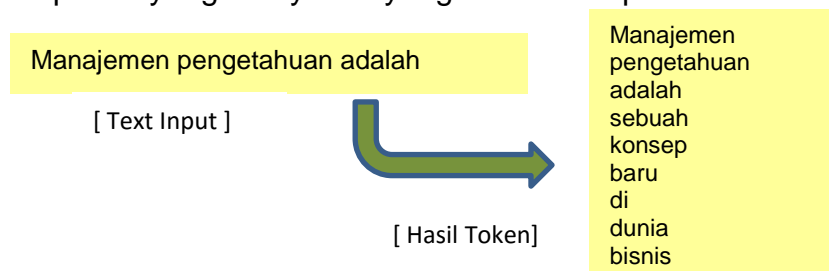 Manajemen pengetahuan adalah
[ Text Input ]
[ Hasil Token]
Manajemen
pengetahuan
adalah
sebuah
konsep
baru
di
dunia
bisnis